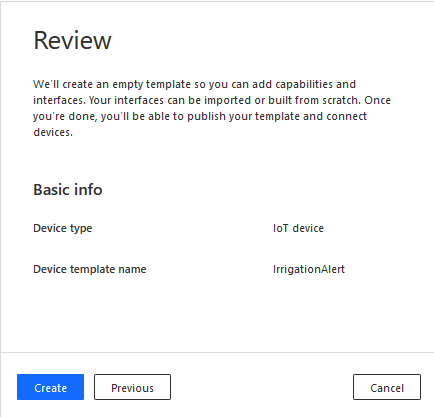 Review
We'll create an empty template so you can add capabilities and
interfaces. Your interfaces can be imported or built from scratch. Once
you're done, you'll be able to publish your template and connect
devices.
Basic info
Device type IoT device
Device template name IrrigationAlert
Create Previous Cancel